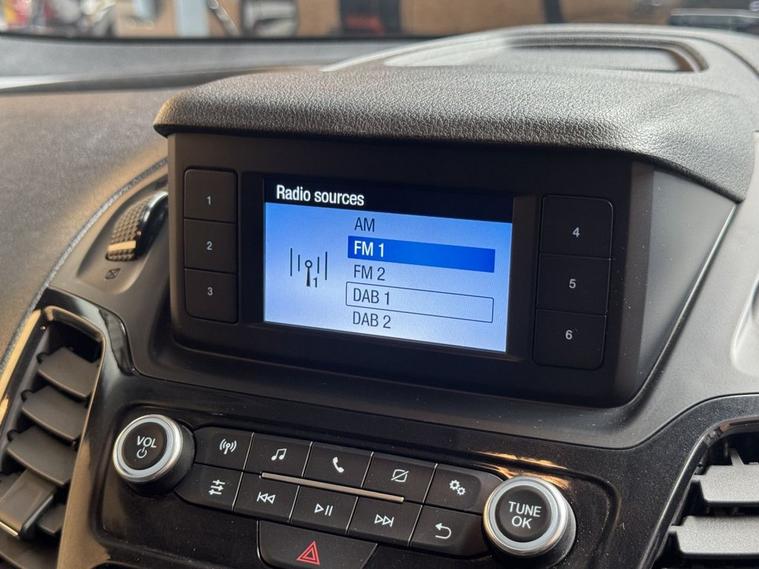 Radio sources
AM
FM 1
FM 2
DAB 1
DAB 2
1
1
2
3
4
5
6
VOL
TUNE
OK